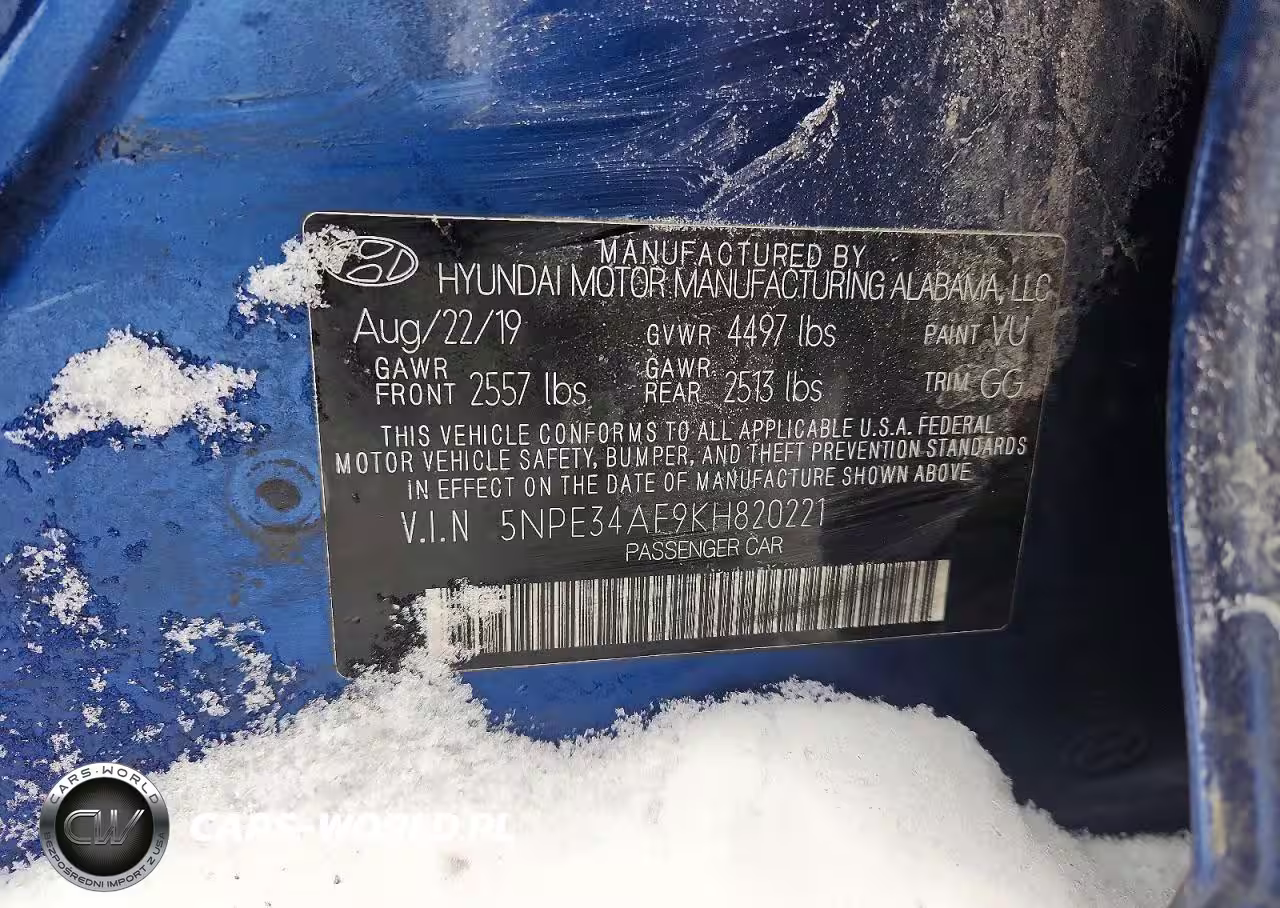 MANUFACTURED BY
HYUNDAI MOTOR MANUFACTURING ALABAMA, LLC
Aug/22/19 GVWR 4497 lbs PAINT VU
GAWR FRONT 2557 lbs GAWR REAR 2513 lbs TRIM GG
THIS VEHICLE CONFORMS TO ALL APPLICABLE U.S.A. FEDERAL
MOTOR VEHICLE SAFETY, BUMPER, AND THEFT PREVENTION STANDARDS
IN EFFECT ON THE DATE OF MANUFACTURE SHOWN ABOVE
V.I.N 5NPE34AF9KH820221
PASSENGER CAR
CARS-WORLD
CW
BEZPOŚREDNI IMPORT Z USA
CARS-WORLD.PL